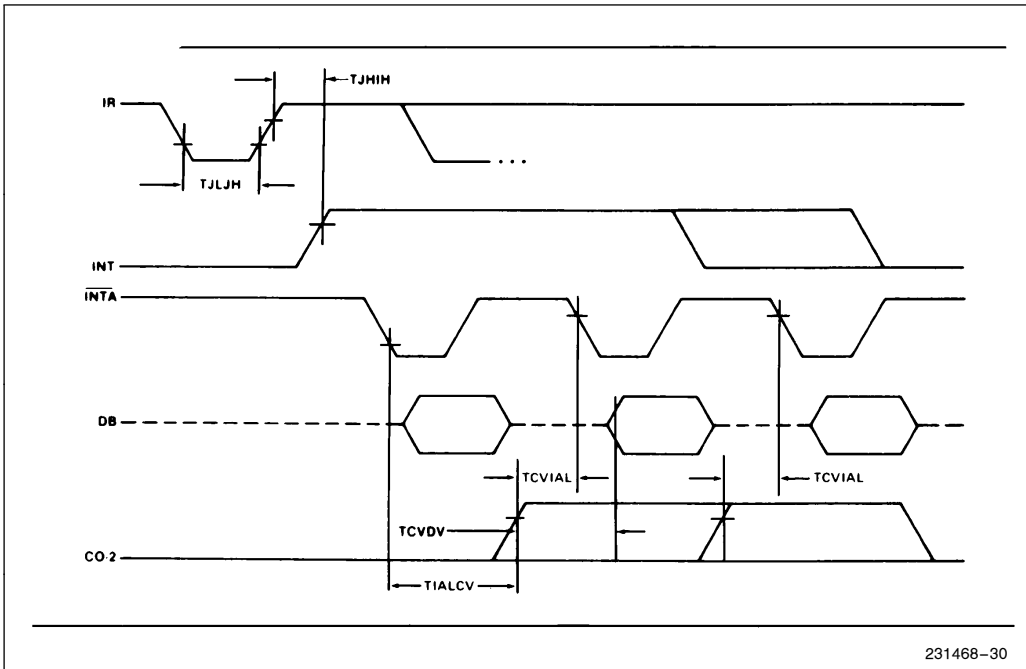 TJHIH
IR
...
TJLJH
INT
INTA
DB
TCVIAL
TCVIAL
TCVDV
CO-2
TIALCV
231468-30